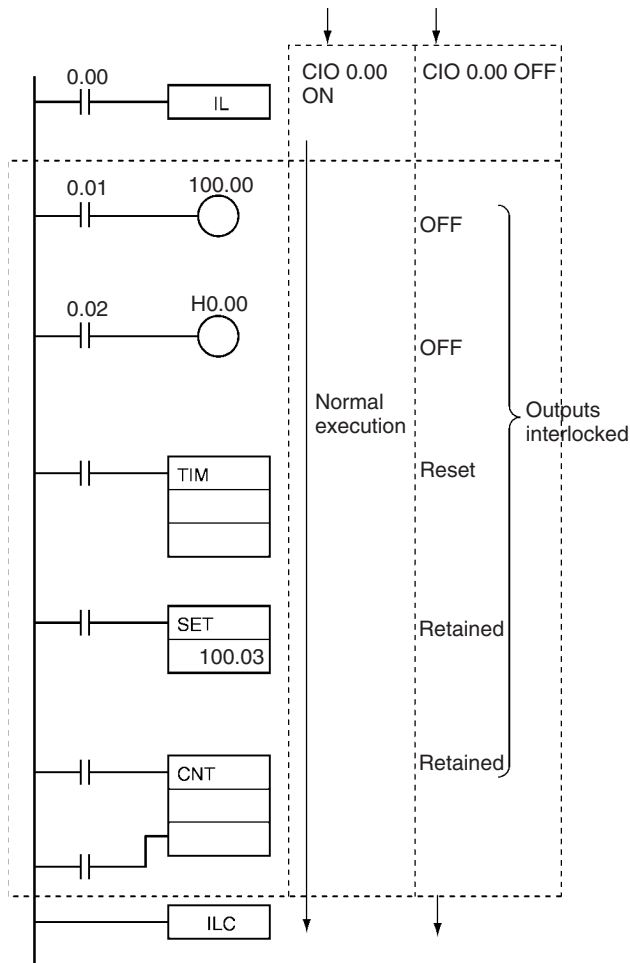 CIO 0.00
ON
CIO 0.00 OFF
0.00
IL
0.01
100.00
OFF
0.02
H0.00
OFF
Normal
execution
Outputs
interlocked
TIM
Reset
SET
100.03
Retained
CNT
Retained
ILC